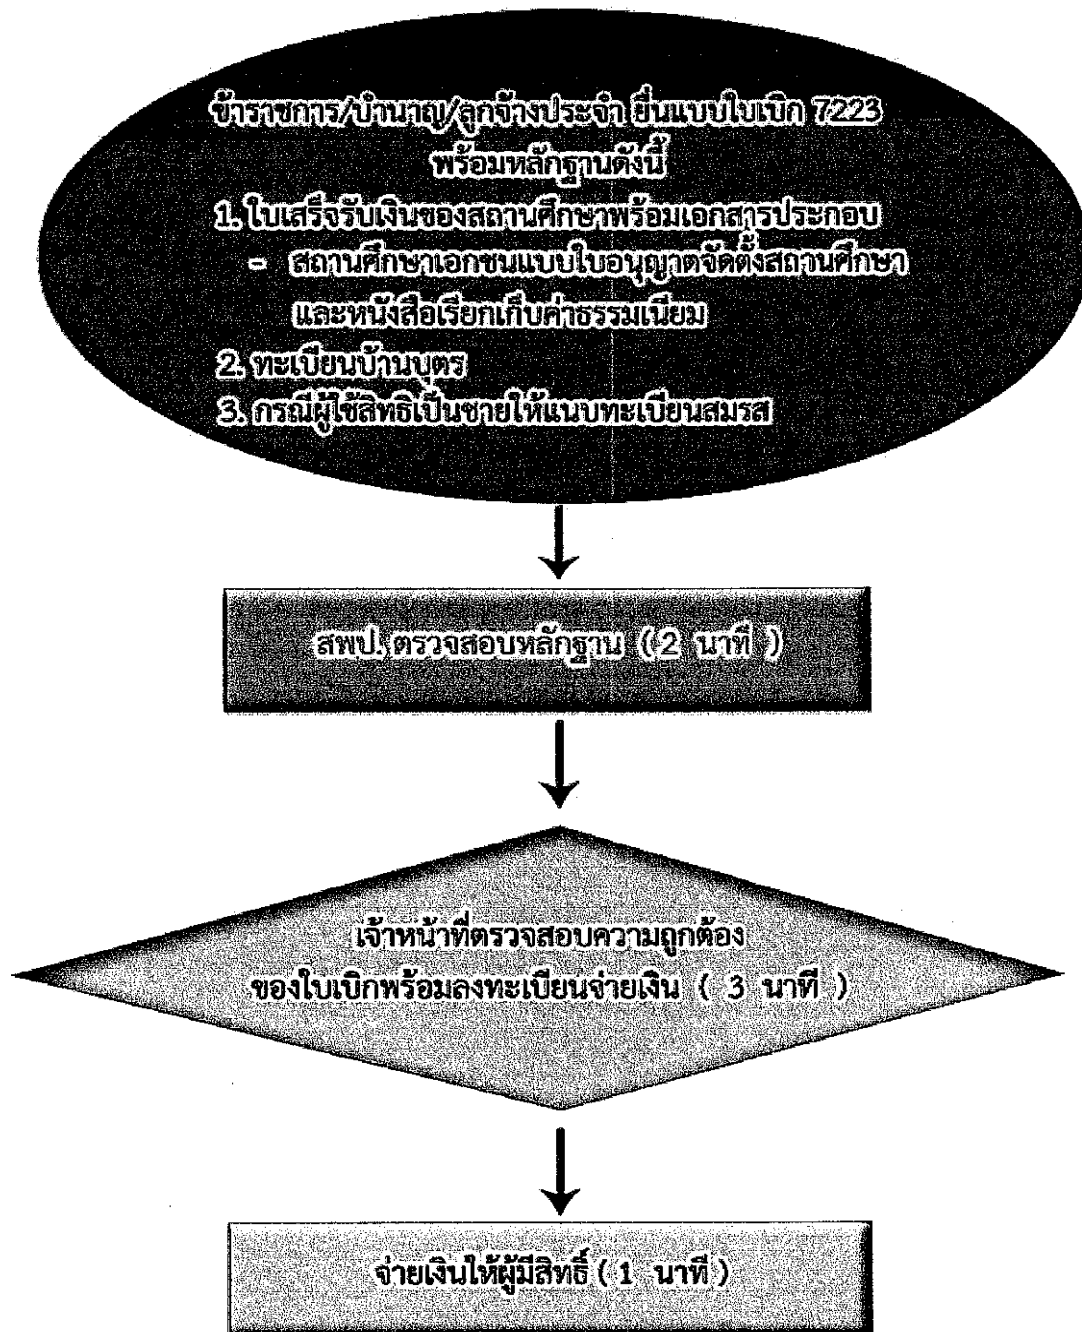 ข้าราชการ/บำนาญ/ลูกจ้างประจำ ยื่นแบบใบเบิก 7223
พร้อมหลักฐานดังนี้
1. ใบเสร็จรับเงินของสถานศึกษาพร้อมเอกสารประกอบ
- สถานศึกษาเอกชนแบบใบอนุญาตจัดตั้งสถานศึกษา
และหนังสือเรียกเก็บค่าธรรมเนียม
2. ทะเบียนบ้านบุตร
3. กรณีผู้ใช้สิทธิเป็นชายให้แนบทะเบียนสมรส
สพป. ตรวจสอบหลักฐาน ( 2 นาที )
เจ้าหน้าที่ตรวจสอบความถูกต้อง
ของใบเบิกพร้อมลงทะเบียนจ่ายเงิน ( 3 นาที )
จ่ายเงินให้ผู้มีสิทธิ์ ( 1 นาที )